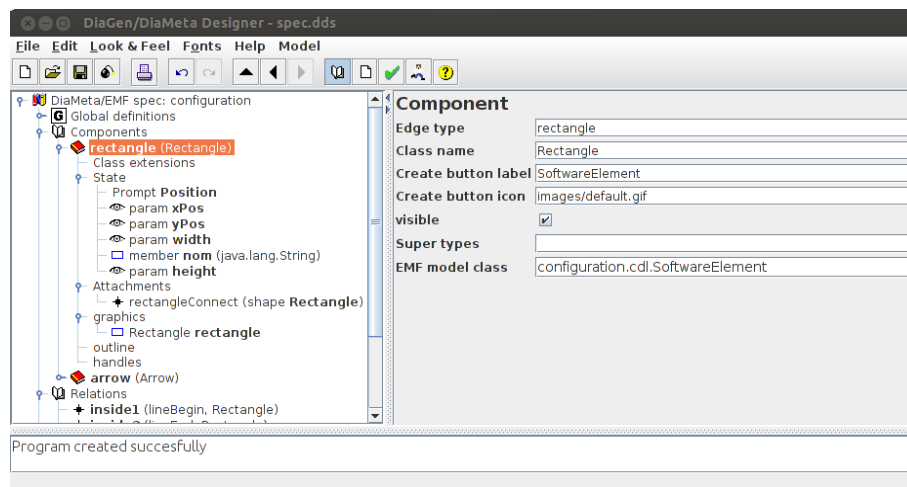 DiaGen/DiaMeta Designer - spec.dds
File Edit Look & Feel Fonts Help Model
DiaMeta/EMF spec: configuration
G Global definitions
Components
rectangle (Rectangle)
Class extensions
State
Prompt Position
param xPos
param yPos
param width
member nom (java.lang.String)
param height
Attachments
rectangleConnect (shape Rectangle)
graphics
Rectangle rectangle
outline
handles
arrow (Arrow)
Relations
inside1 (lineBegin, Rectangle)
Component
Edge type rectangle
Class name Rectangle
Create button label SoftwareElement
Create button icon images/default.gif
visible
Super types
EMF model class configuration.cdl.SoftwareElement
Program created succesfully